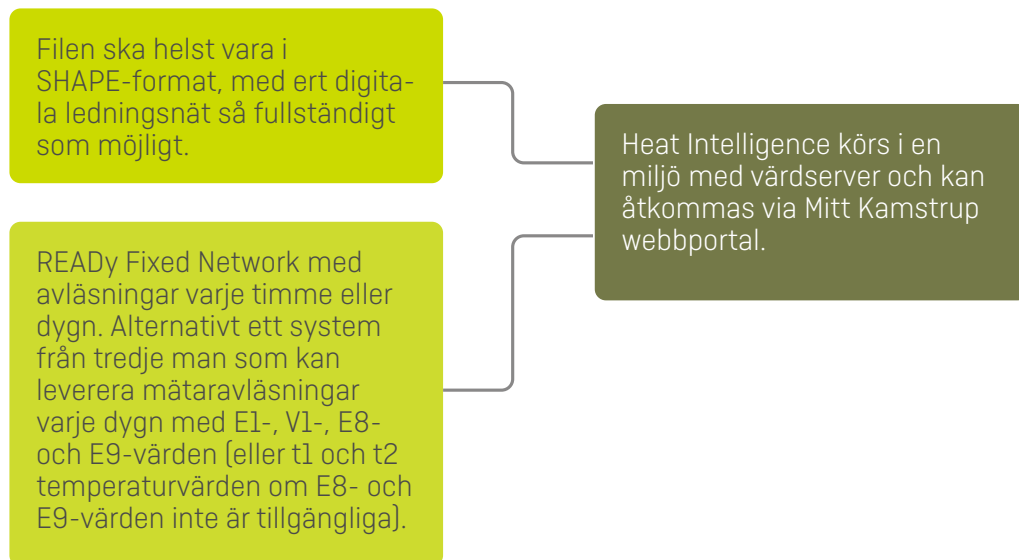 Filen ska helst vara i
SHAPE-format, med ert digita-
la ledningsnät så fullständigt
som möjligt.
READy Fixed Network med
avläsningar varje timme eller
dygn. Alternativt ett system
från tredje man som kan
leverera mätaravläsningar
varje dygn med E1-, V1-, E8-
och E9-värden (eller t1 och t2
temperaturvärden om E8- och
E9-värden inte är tillgängliga).
Heat Intelligence körs i en
miljö med värdserver och kan
åtkommas via Mitt Kamstrup
webbportal.